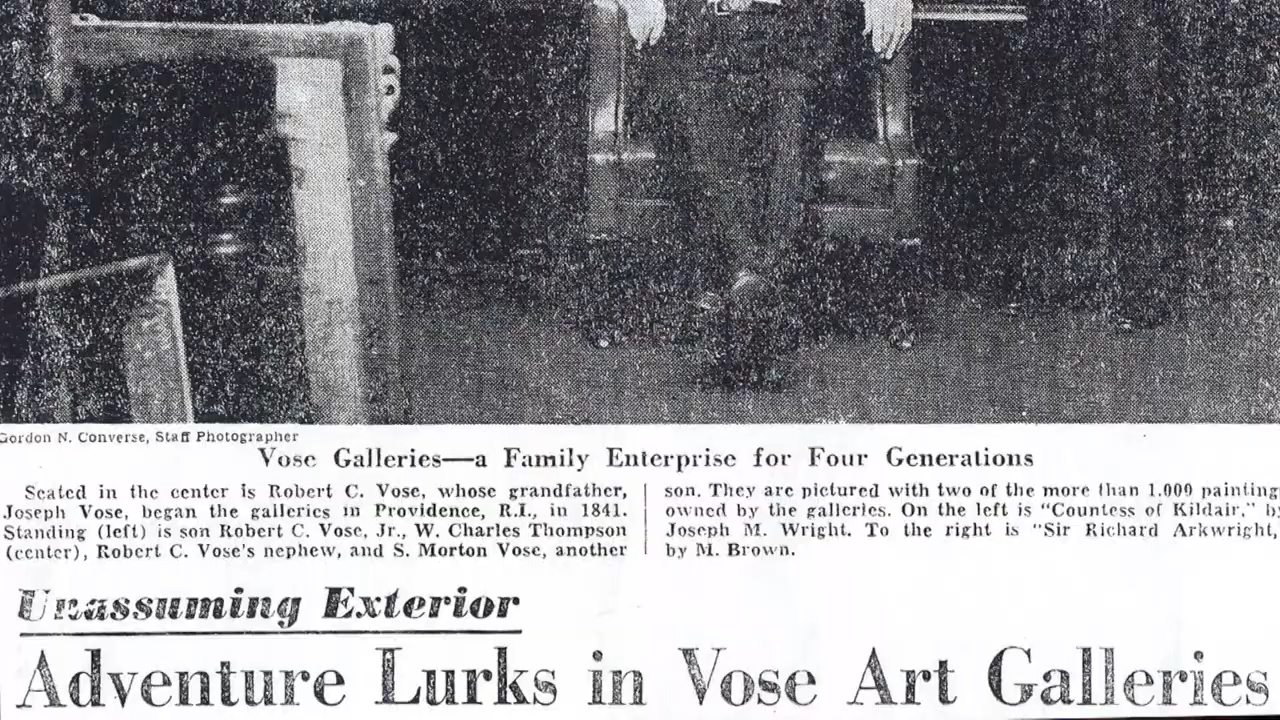 Gordon N. Converse, Staff Photographer
Vose Galleries—a Family Enterprise for Four Generations
Seated in the center is Robert C. Vose, whose grandfather,
Joseph Vose, began the galleries in Providence, R.I., in 1841.
Standing (left) is son Robert C. Vose, Jr., W. Charles Thompson
(center), Robert C. Vose's nephew, and S. Morton Vose, another
son. They are pictured with two of the more than 1,000 painting
owned by the galleries. On the left is "Countess of Kildair," by
Joseph M. Wright. To the right is "Sir Richard Arkwright,
by M. Brown.
Unassuming Exterior
Adventure Lurks in Vose Art Galleries